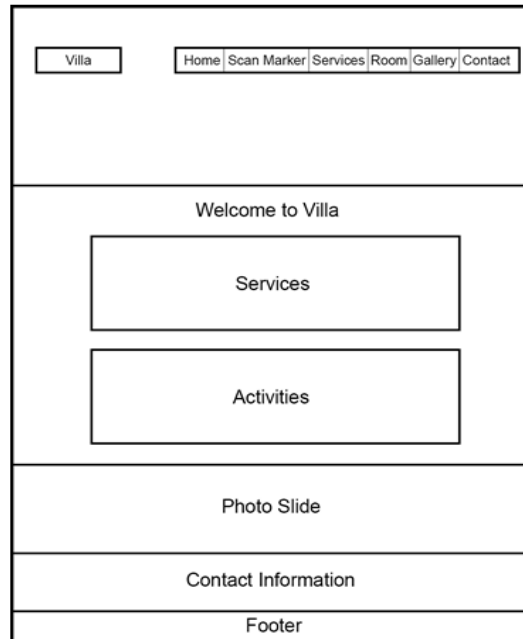 Villa
Home Scan Marker Services Room Gallery Contact
Welcome to Villa
Services
Activities
Photo Slide
Contact Information
Footer